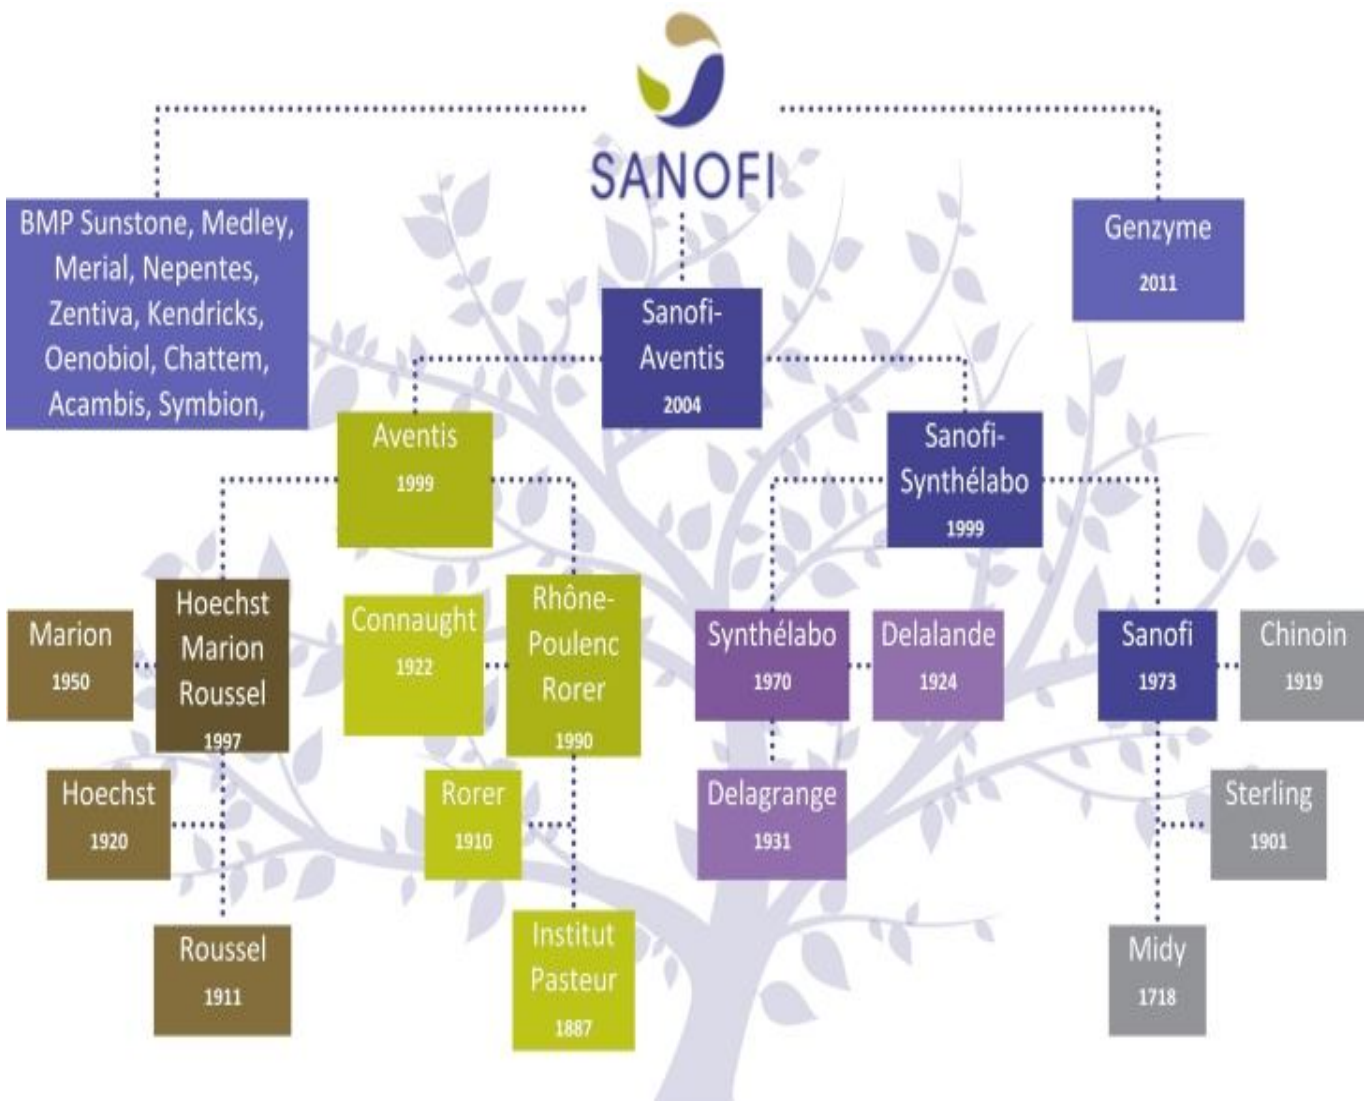 SANOFI
BMP Sunstone, Medley,
Merial, Nepentes,
Zentiva, Kendricks,
Oenobiol, Chattem,
Acambis, Symbion,
Genzyme
2011
Sanofi-
Aventis
2004
Aventis
1999
Sanofi-
Synthélabo
1999
Marion
1950
Hoechst
Marion
Roussel
1997
Connaught
1922
Rhône-
Poulenc
Rorer
1990
Synthélabo
1970
Delalande
1924
Sanofi
1973
Chinoin
1919
Hoechst
1920
Rorer
1910
Delagrange
1931
Sterling
1901
Roussel
1911
Institut
Pasteur
1887
Midy
1718